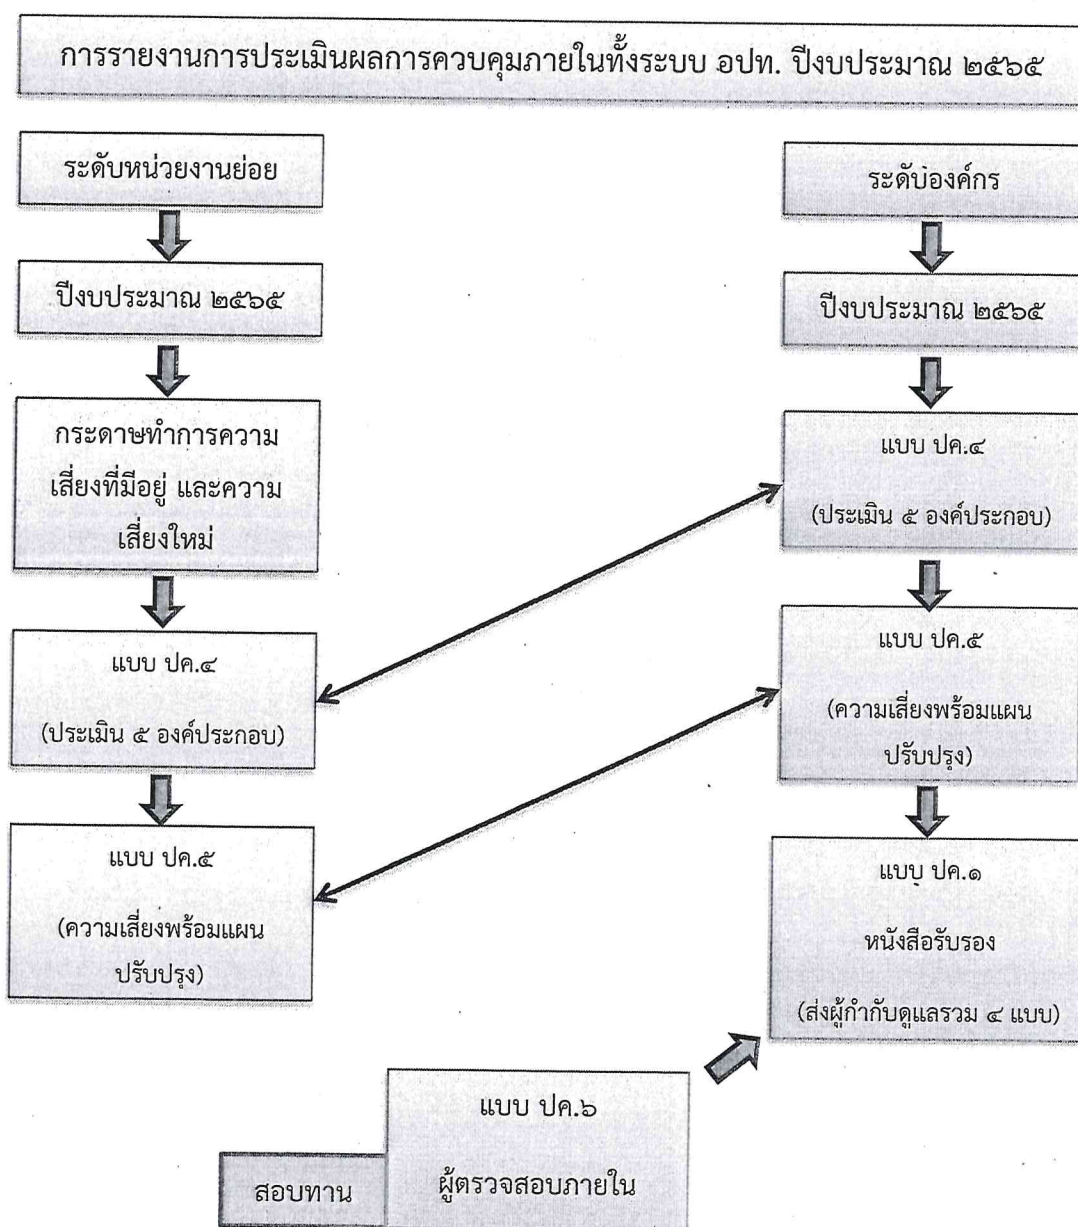 การรายงานการประเมินผลการควบคุมภายในทั้งระบบ อปท. ปีงบประมาณ ๒๕๖๕
ระดับหน่วยงานย่อย
ปีงบประมาณ ๒๕๖๕
กระดาษทำการความ
เสี่ยงที่มีอยู่ และความ
เสี่ยงใหม่
แบบ ปค.๔
(ประเมิน ๕ องค์ประกอบ)
แบบ ปค.๕
(ความเสี่ยงพร้อมแผน
ปรับปรุง)
ระดับองค์กร
ปีงบประมาณ ๒๕๖๕
แบบ ปค.๔
(ประเมิน ๕ องค์ประกอบ)
แบบ ปค.๕
(ความเสี่ยงพร้อมแผน
ปรับปรุง)
แบบ ปค.๑
หนังสือรับรอง
(ส่งผู้กำกับดูแลรวม ๔ แบบ)
แบบ ปค.๖
ผู้ตรวจสอบภายใน
สอบทาน